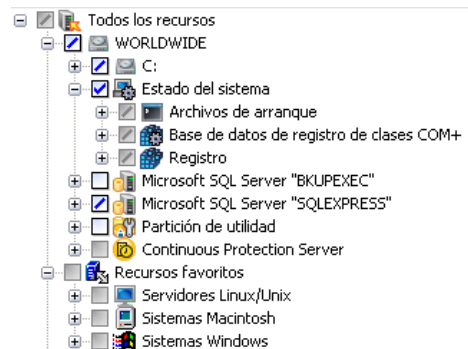 Todos los recursos
WORLDWIDE
C:
Estado del sistema
Archivos de arranque
Base de datos de registro de clases COM+
Registro
Microsoft SQL Server "BKUPEXEC"
Microsoft SQL Server "SQLEXPRESS"
Partición de utilidad
Continuous Protection Server
Recursos favoritos
Servidores Linux/Unix
Sistemas Macintosh
Sistemas Windows